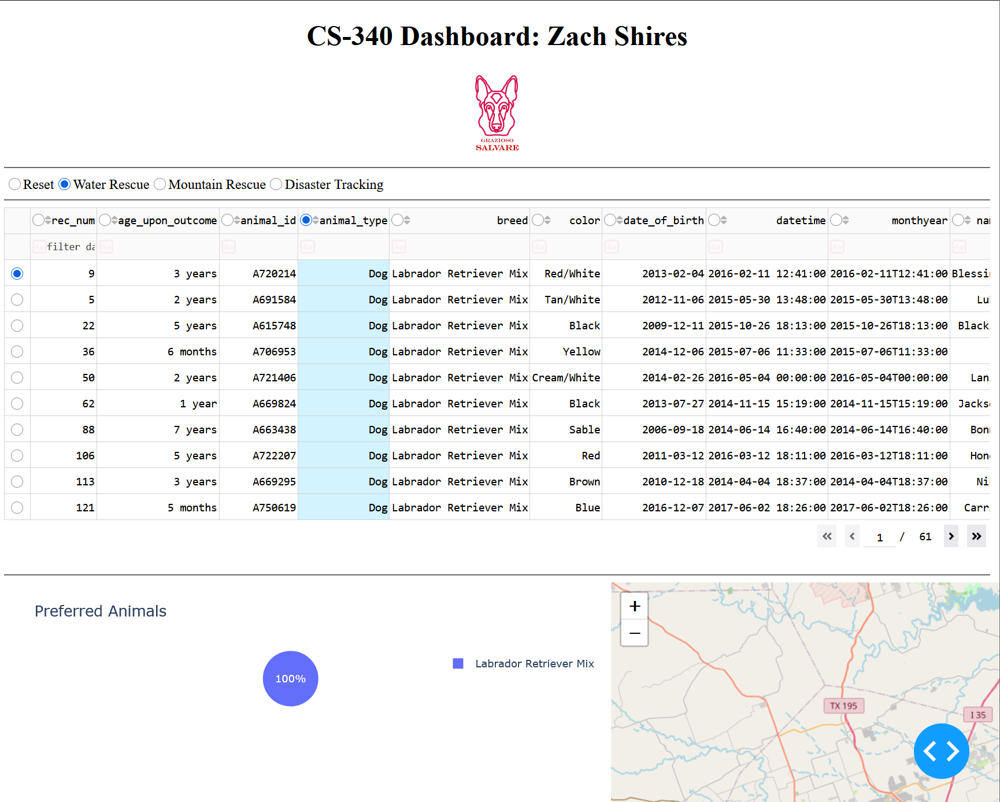 CS-340 Dashboard: Zach Shires
GRAZIOSO
SALVARE
Reset Water Rescue Mountain Rescue Disaster Tracking
rec_num age_upon_outcome animal_id animal_type breed color date_of_birth datetime monthyear
Aa filter Aa Aa Aa Aa Aa Aa Aa Aa Aa
9 3 years A720214 Dog Labrador Retriever Mix Red/White 2013-02-04 2016-02-11 12:41:00 2016-02-11T12:41:00
5 2 years A691584 Dog Labrador Retriever Mix Tan/White 2012-11-06 2015-05-30 13:48:00 2015-05-30T13:48:00
22 5 years A615748 Dog Labrador Retriever Mix Black 2009-12-11 2015-10-26 18:13:00 2015-10-26T18:13:00
36 6 months A706953 Dog Labrador Retriever Mix Yellow 2014-12-06 2015-07-06 11:33:00 2015-07-06T11:33:00
50 2 years A721406 Dog Labrador Retriever Mix Cream/White 2014-02-26 2016-05-04 00:00:00 2016-05-04T00:00:00
62 1 year A669824 Dog Labrador Retriever Mix Black 2013-07-27 2014-11-15 15:19:00 2014-11-15T15:19:00
88 7 years A663438 Dog Labrador Retriever Mix Sable 2006-09-18 2014-06-14 16:40:00 2014-06-14T16:40:00
106 5 years A722207 Dog Labrador Retriever Mix Red 2011-03-12 2016-03-12 18:11:00 2016-03-12T18:11:00
113 3 years A669295 Dog Labrador Retriever Mix Brown 2010-12-18 2014-04-04 18:37:00 2014-04-04T18:37:00
121 5 months A750619 Dog Labrador Retriever Mix Blue 2016-12-07 2017-06-02 18:26:00 2017-06-02T18:26:00
1 / 61
Preferred Animals
100%
Labrador Retriever Mix
+
−
TX 195
I 35